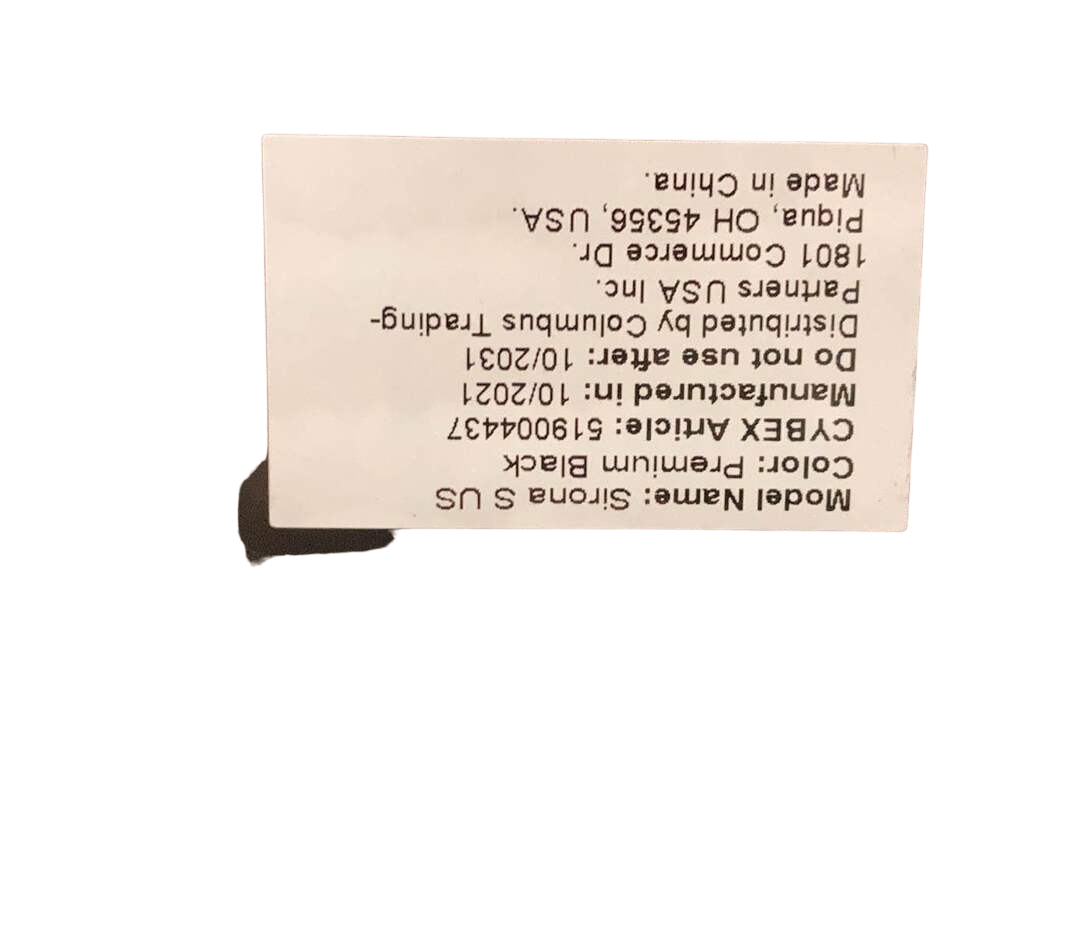 Model Name: Sirona S US
Color: Premium Black
CYBEX Article: 519004437
Manufactured in: 10/2021
Do not use after: 10/2031
Distributed by Columbus Trading-
Partners USA Inc.
1801 Commerce Dr.
Piqua, OH 45356, USA.
Made in China.